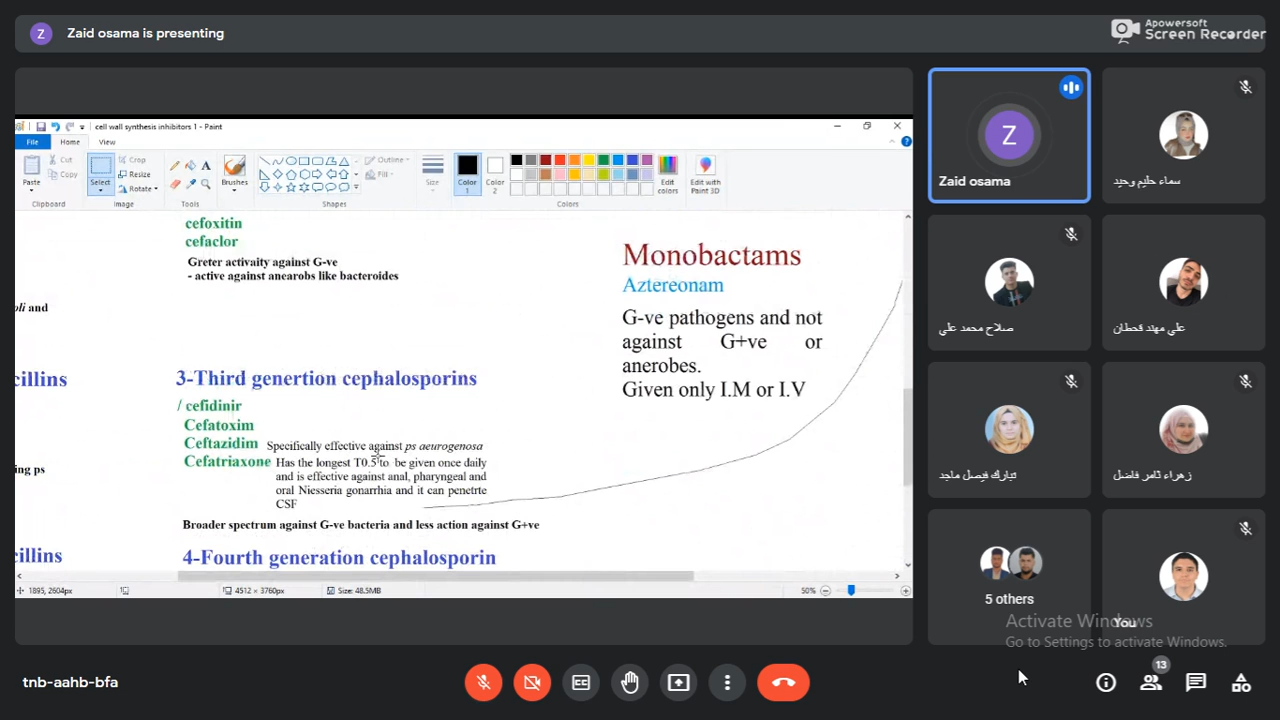 Z Zaid osama is presenting
Apowersoft
Screen Recorder
cell wall synthesis inhibitors 1 - Paint
File Home View
Paste
Cut
Copy
Clipboard
Select
Crop
Resize
Rotate
Image
A
Tools
Brushes
Shapes
Outline
Fill
Size
Color
1
Color
2
Edit
colors
Edit with
Paint 3D
Colors
cefoxitin
cefaclor
Greter activaity against G-ve
- active against anearobs like bacteroides
oli and
cillins
3-Third genertion cephalosporins
/ cefidinir
Cefatoxim
Ceftazidim Specifically effective against ps aeurogenosa
Cefatriaxone Has the longest T0.5 to be given once daily
and is effective against anal, pharyngeal and
oral Niesseria gonarrhia and it can penetrte
CSF
ing ps
Broader spectrum against G-ve bacteria and less action against G+ve
cillins
4-Fourth generation cephalosporin
Monobactams
Aztereonam
G-ve pathogens and not
against G+ve or
anerobes.
Given only I.M or I.V
1895, 2604px
4512 × 3760px
Size: 48.5MB
50%
Z
Zaid osama
سماء حليم وحيد
صلاح محمد علي
علي مهند قحطان
تبارك فيصل ماجد
زهراء ثامر فاضل
5 others
You
Activate Windows
Go to Settings to activate Windows.
tnb-aahb-bfa
CC
13